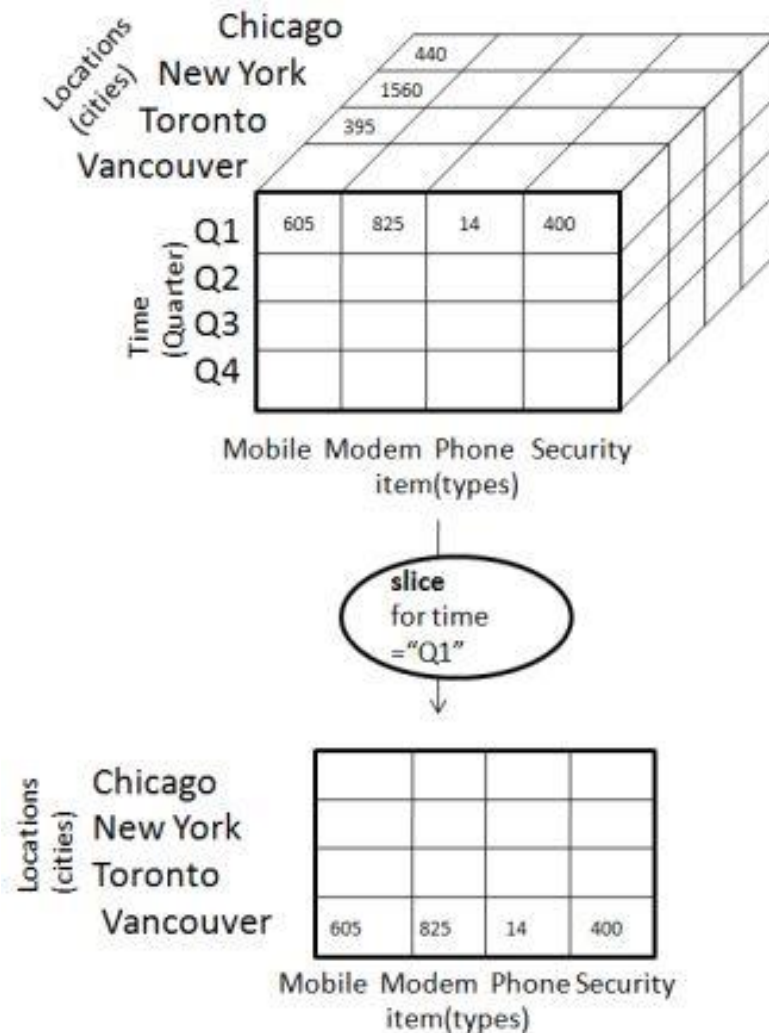 Locations
(cities)
Chicago
New York
Toronto
Vancouver
440
1560
395
Time
(Quarter)
Q1 605 825 14 400
Q2
Q3
Q4
Mobile Modem Phone Security
item(types)
slice
for time
=“Q1”
Locations
(cities)
Chicago
New York
Toronto
Vancouver 605 825 14 400
Mobile Modem Phone Security
item(types)